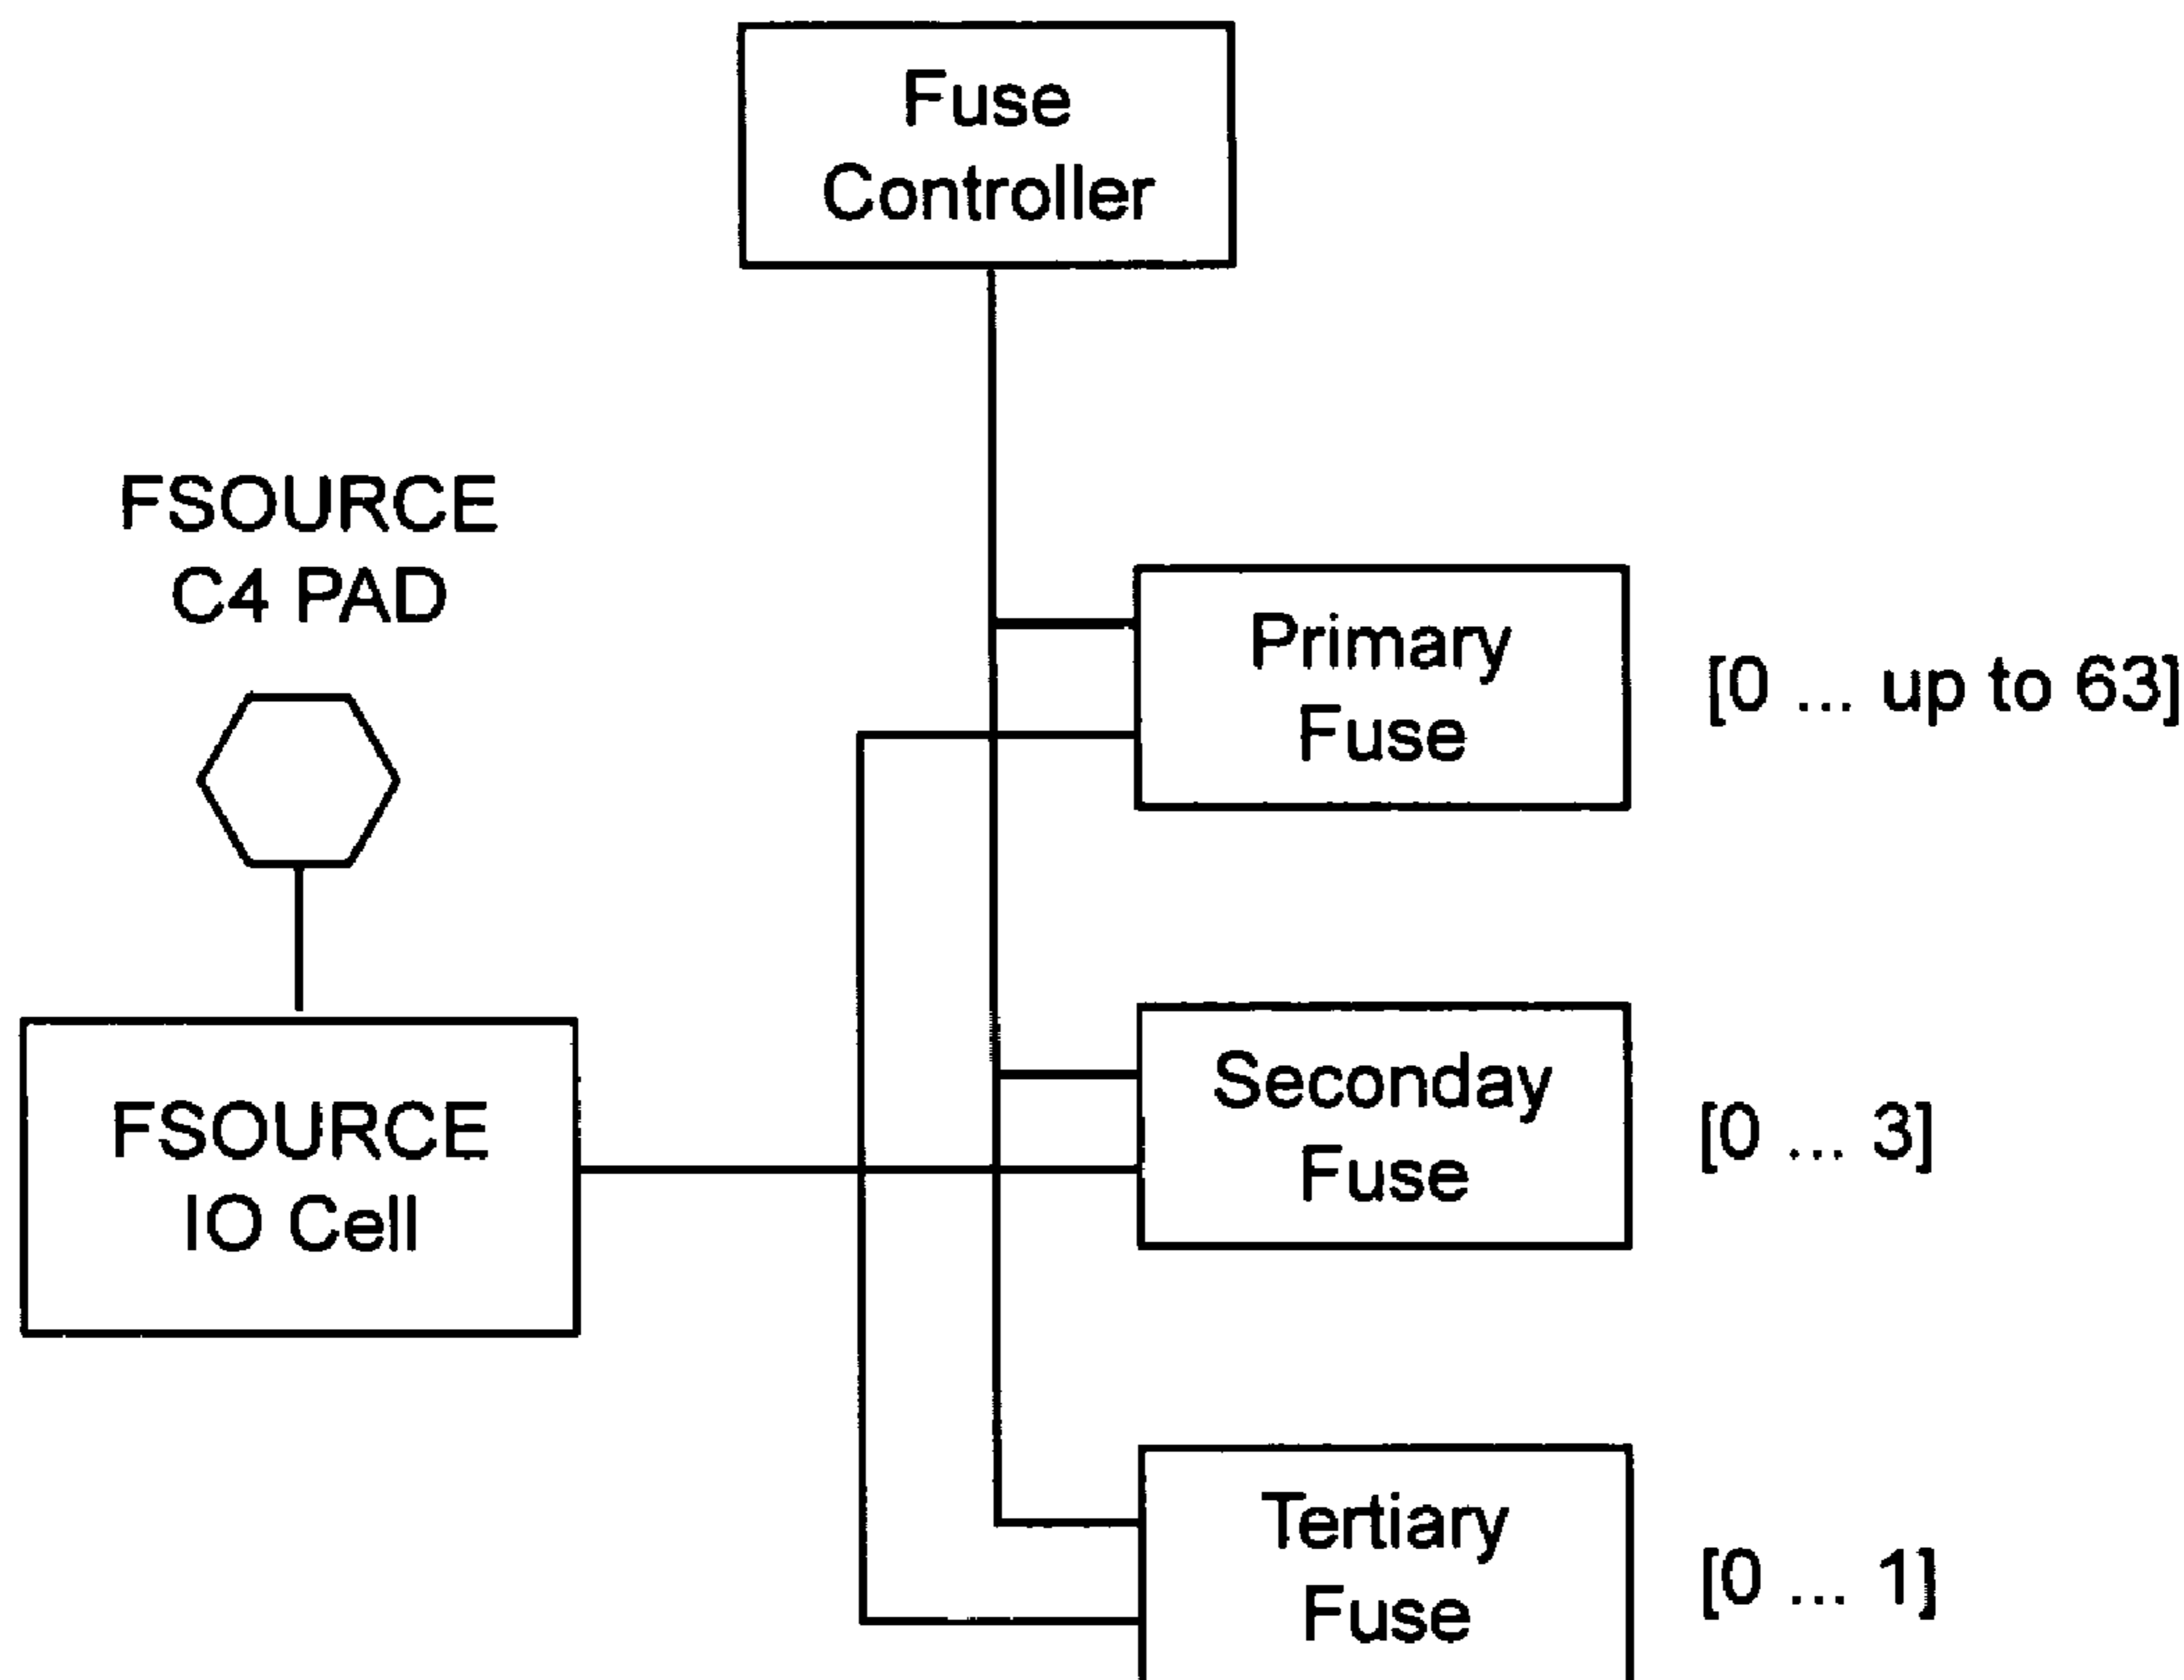 Fuse
Controller
FSOURCE
C4 PAD
Primary
Fuse
[0 ... up to 63]
FSOURCE
IO Cell
Seconday
Fuse
[0 ... 3]
Tertiary
Fuse
[0 ... 1]